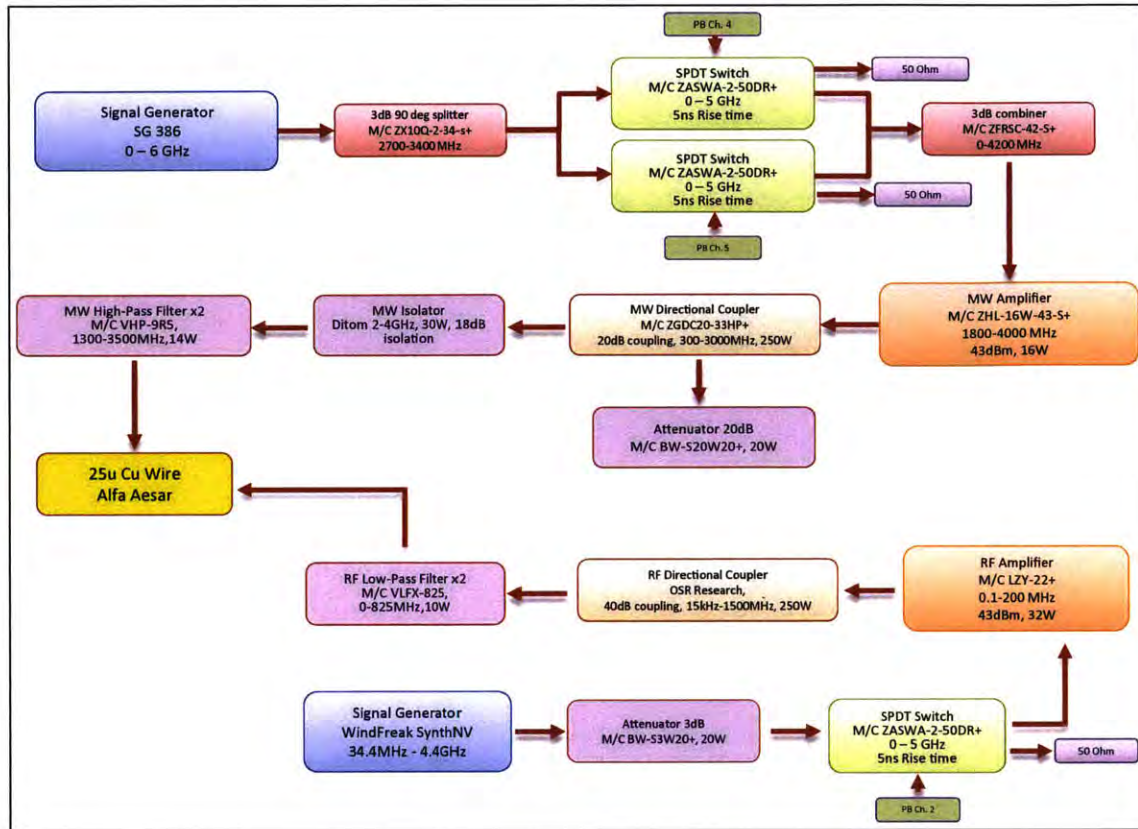 PB Ch. 4
Signal Generator
SG 386
0 – 6 GHz
3dB 90 deg splitter
M/C ZX10Q-2-34-s+
2700-3400 MHz
SPDT Switch
M/C ZASWA-2-50DR+
0 – 5 GHz
5ns Rise time
50 Ohm
SPDT Switch
M/C ZASWA-2-50DR+
0 – 5 GHz
5ns Rise time
50 Ohm
PB Ch. 5
3dB combiner
M/C ZFRSC-42-S+
0-4200 MHz
MW High-Pass Filter x2
M/C VHP-9R5,
1300-3500MHz,14W
MW Isolator
Ditom 2-4GHz, 30W, 18dB
isolation
MW Directional Coupler
M/C ZGDC20-33HP+
20dB coupling, 300-3000MHz, 250W
MW Amplifier
M/C ZHL-16W-43-S+
1800-4000 MHz
43dBm, 16W
Attenuator 20dB
M/C BW-S20W20+, 20W
25u Cu Wire
Alfa Aesar
RF Low-Pass Filter x2
M/C VLFX-825,
0-825MHz,10W
RF Directional Coupler
OSR Research,
40dB coupling, 15kHz-1500MHz, 250W
RF Amplifier
M/C LZY-22+
0.1-200 MHz
43dBm, 32W
Signal Generator
WindFreak SynthNV
34.4MHz - 4.4GHz
Attenuator 3dB
M/C BW-S3W20+, 20W
SPDT Switch
M/C ZASWA-2-50DR+
0 – 5 GHz
5ns Rise time
50 Ohm
PB Ch. 2